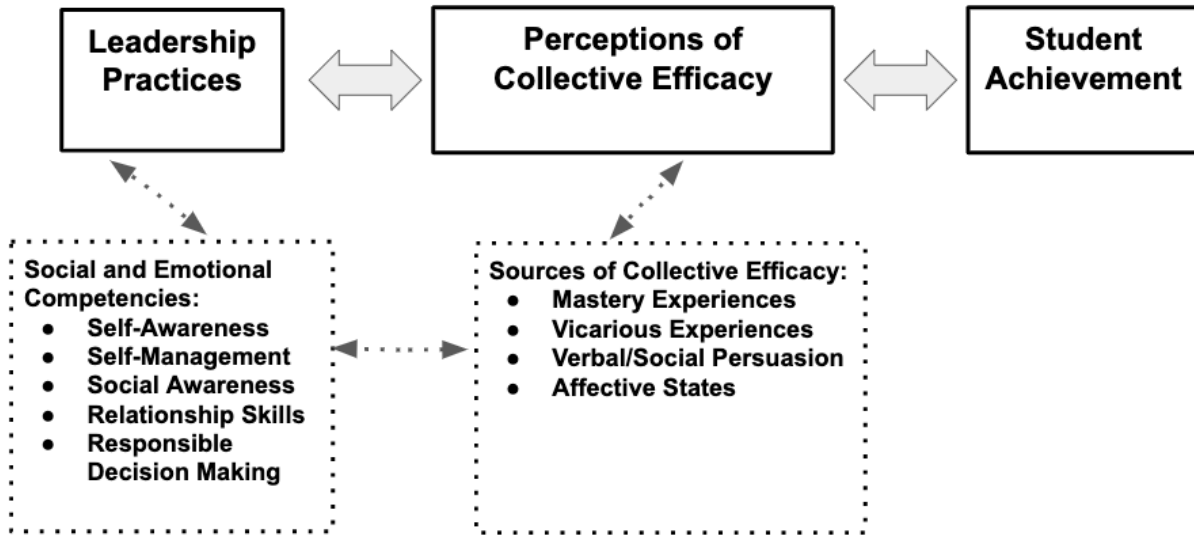 Leadership
Practices
Perceptions of
Collective Efficacy
Student
Achievement
Social and Emotional
Competencies:
● Self-Awareness
● Self-Management
● Social Awareness
● Relationship Skills
● Responsible
Decision Making
Sources of Collective Efficacy:
● Mastery Experiences
● Vicarious Experiences
● Verbal/Social Persuasion
● Affective States